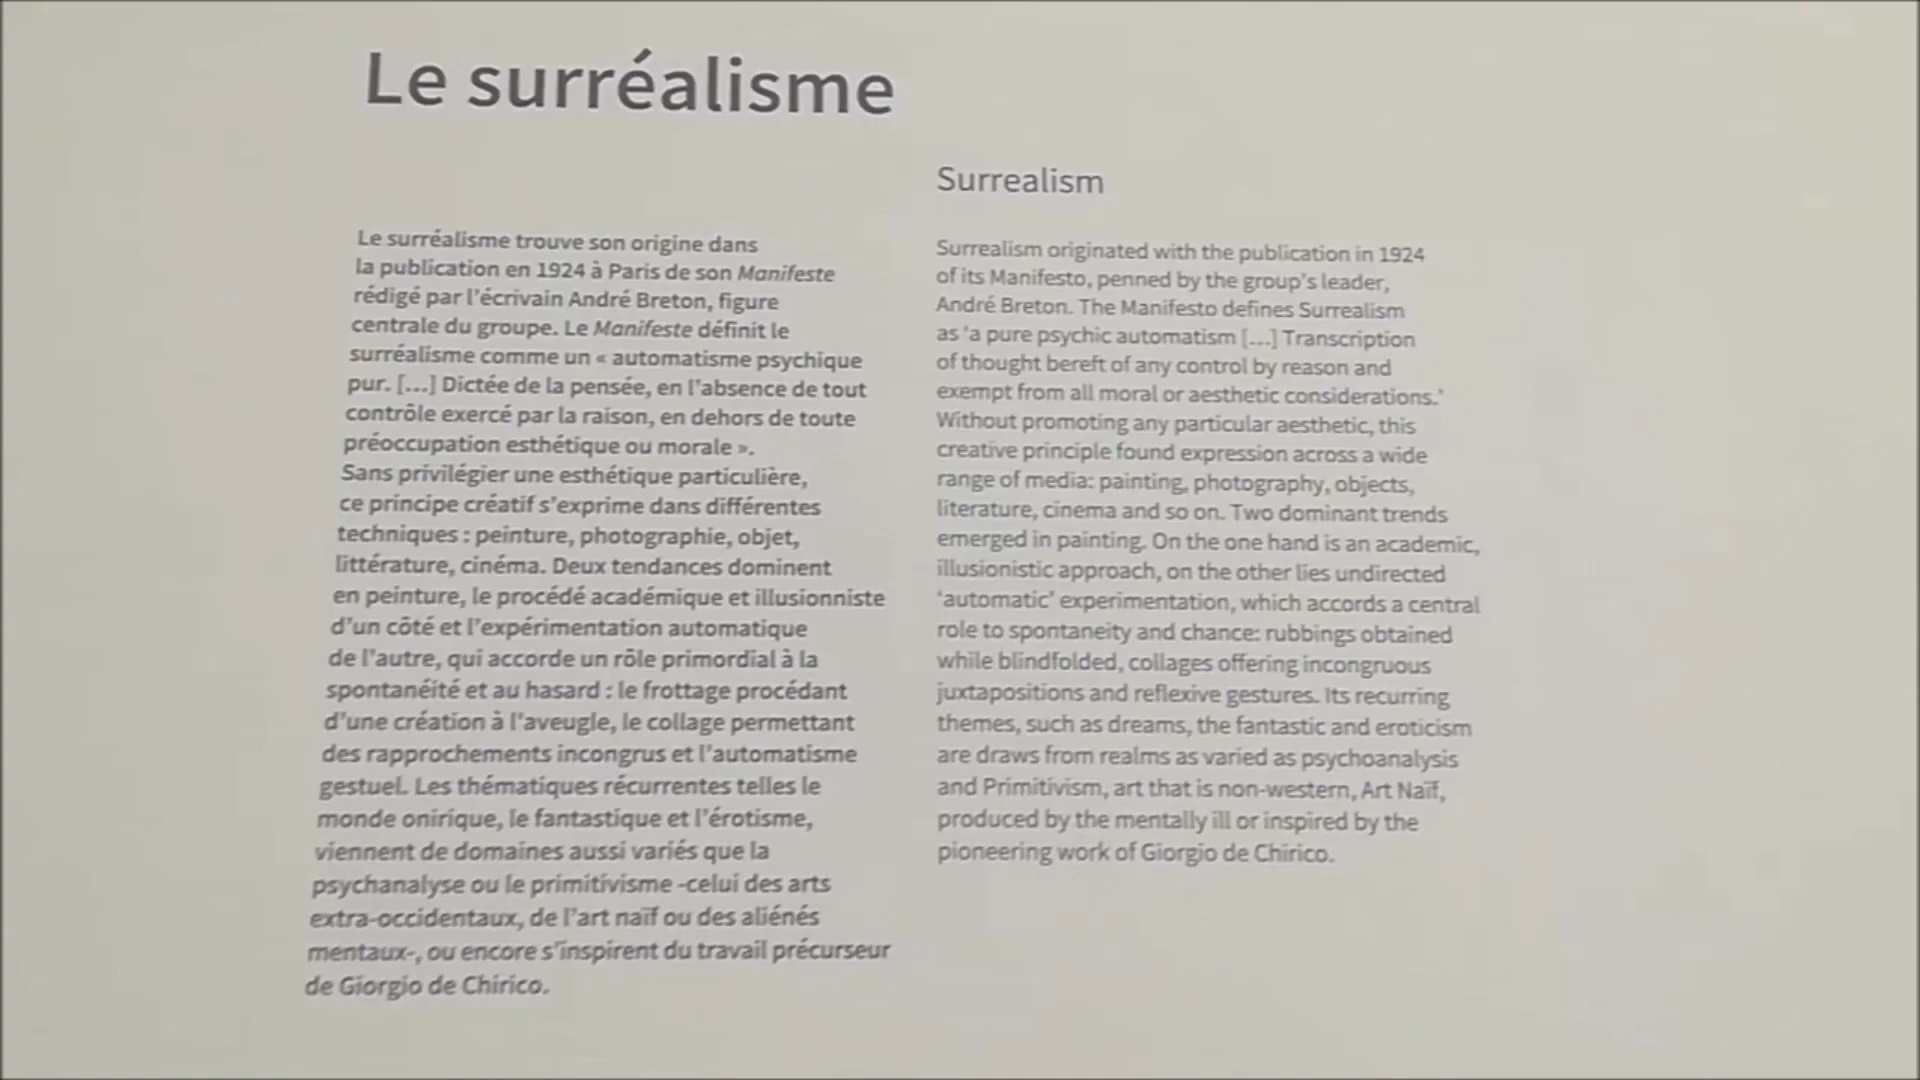 Le surréalisme
Le surréalisme trouve son origine dans
la publication en 1924 à Paris de son Manifeste
rédigé par l'écrivain André Breton, figure
centrale du groupe. Le Manifeste définit le
surréalisme comme un « automatisme psychique
pur. [...] Dictée de la pensée, en l'absence de tout
contrôle exercé par la raison, en dehors de toute
préoccupation esthétique ou morale ».
Sans privilégier une esthétique particulière,
ce principe créatif s'exprime dans différentes
techniques : peinture, photographie, objet,
littérature, cinéma. Deux tendances dominent
en peinture, le procédé académique et illusionniste
d'un côté et l'expérimentation automatique
de l'autre, qui accorde un rôle primordial à la
spontanéité et au hasard : le frottage procédant
d'une création à l'aveugle, le collage permettant
des rapprochements incongrus et l'automatisme
gestuel. Les thématiques récurrentes telles le
monde onirique, le fantastique et l'érotisme,
viennent de domaines aussi variés que la
psychanalyse ou le primitivisme -celui des arts
extra-occidentaux, de l'art naïf ou des aliénés
mentaux-, ou encore s'inspirent du travail précurseur
de Giorgio de Chirico.
Surrealism
Surrealism originated with the publication in 1924
of its Manifesto, penned by the group's leader,
André Breton. The Manifesto defines Surrealism
as 'a pure psychic automatism [...] Transcription
of thought bereft of any control by reason and
exempt from all moral or aesthetic considerations.'
Without promoting any particular aesthetic, this
creative principle found expression across a wide
range of media: painting, photography, objects,
literature, cinema and so on. Two dominant trends
emerged in painting. On the one hand is an academic,
illusionistic approach, on the other lies undirected
'automatic' experimentation, which accords a central
role to spontaneity and chance: rubbings obtained
while blindfolded, collages offering incongruous
juxtapositions and reflexive gestures. Its recurring
themes, such as dreams, the fantastic and eroticism
are draws from realms as varied as psychoanalysis
and Primitivism, art that is non-western, Art Naïf,
produced by the mentally ill or inspired by the
pioneering work of Giorgio de Chirico.